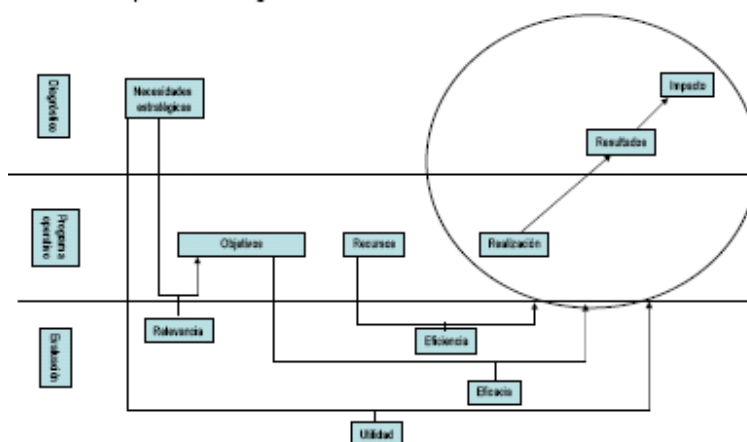 Diagnóstico
Necesidades
estratégicas
Impacto
Resultados
Programa
operativo
Objetivos
Recursos
Realización
Evaluación
Relevancia
Eficiencia
Eficacia
Utilidad